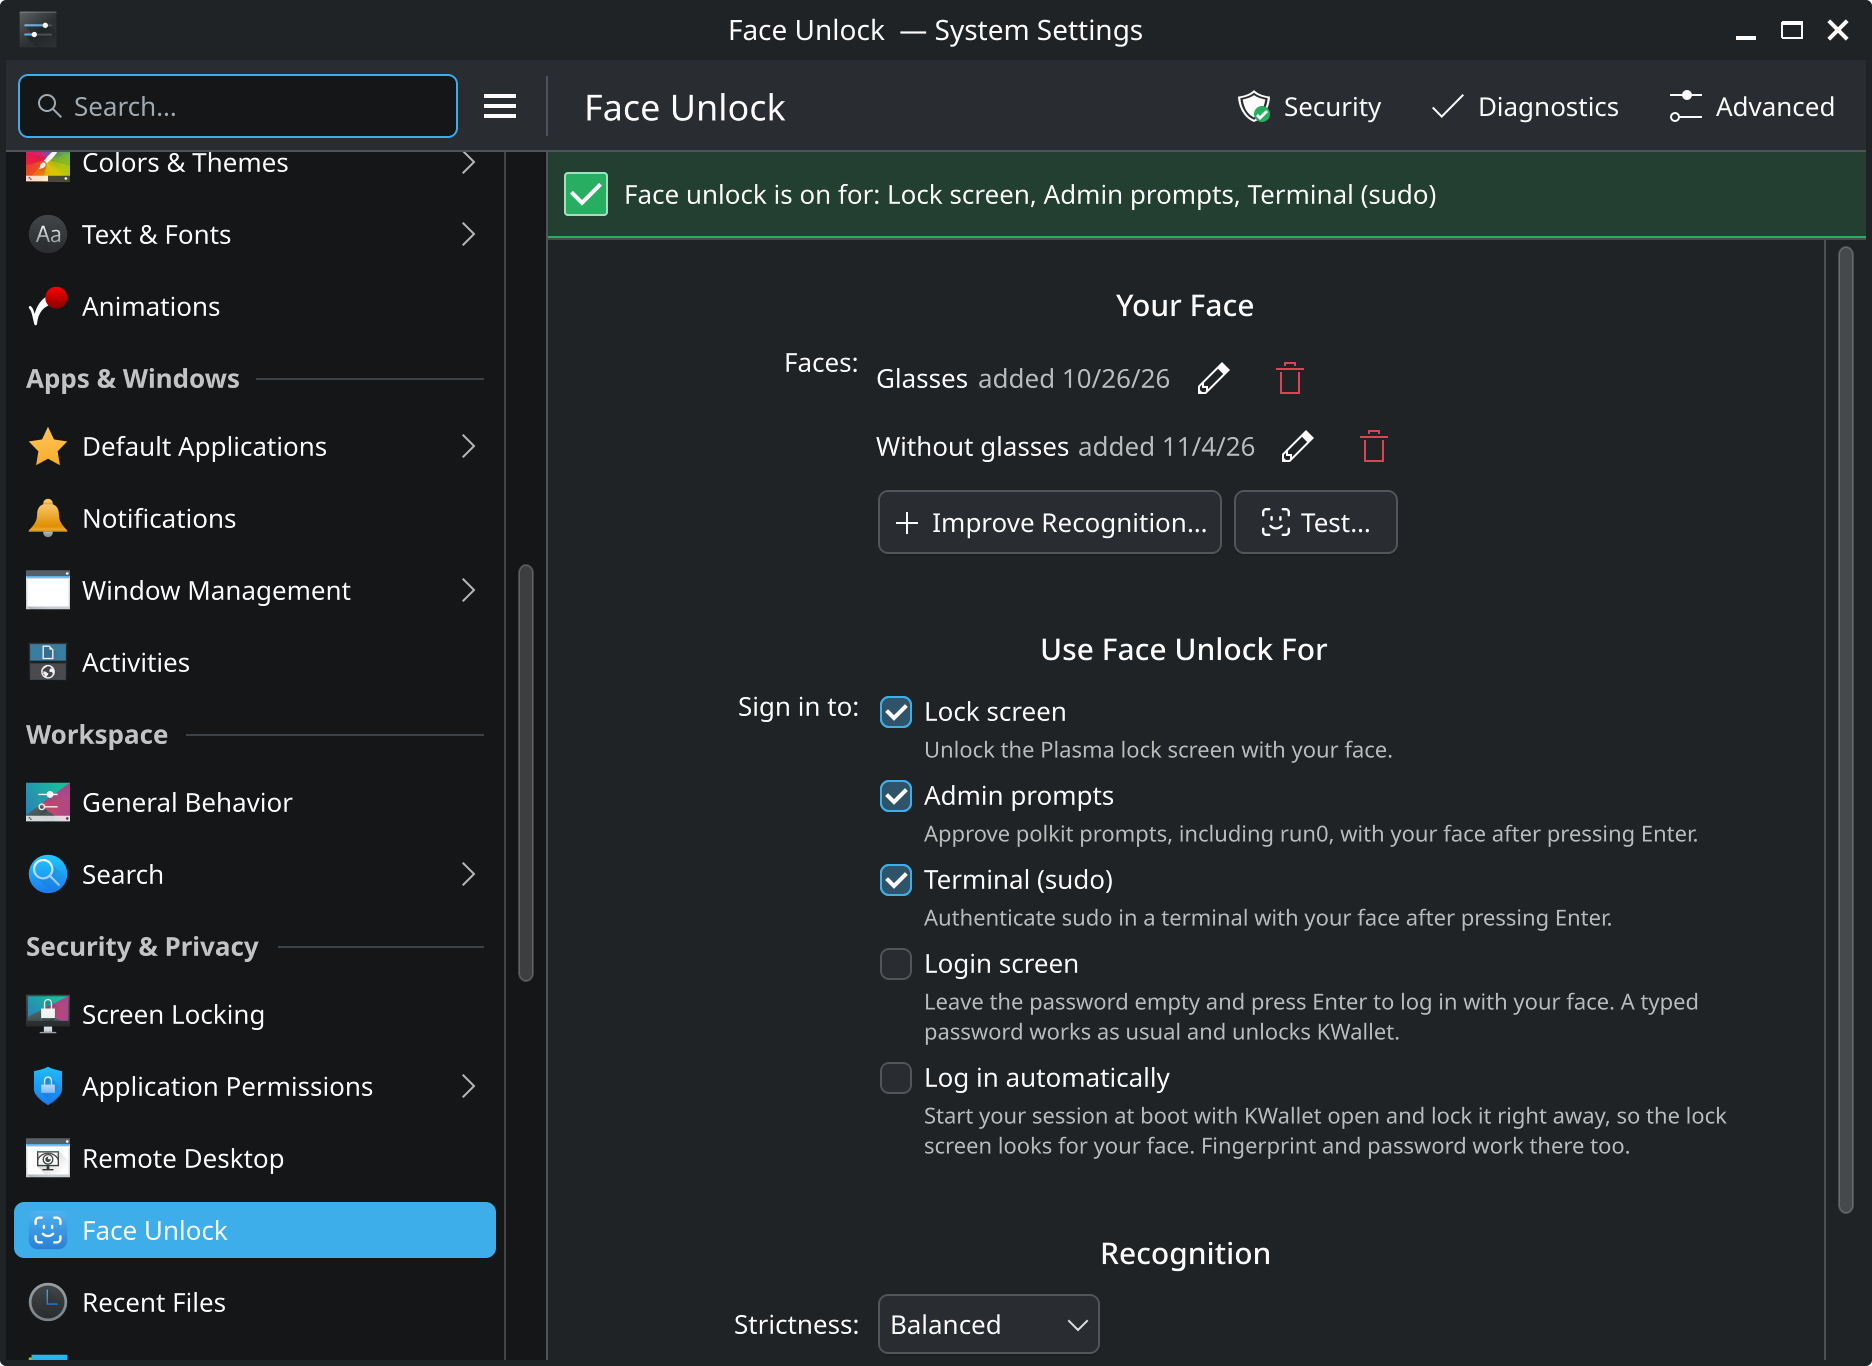 Face Unlock — System Settings
Search...
Face Unlock
Security
Diagnostics
Advanced
Colors & Themes
Aa Text & Fonts
Animations
Apps & Windows
Default Applications
Notifications
Window Management
Activities
Workspace
General Behavior
Search
Security & Privacy
Screen Locking
Application Permissions
Remote Desktop
Face Unlock
Recent Files
Face unlock is on for: Lock screen, Admin prompts, Terminal (sudo)
Your Face
Faces:
Glasses added 10/26/26
Without glasses added 11/4/26
Improve Recognition...
Test...
Use Face Unlock For
Sign in to:
Lock screen
Unlock the Plasma lock screen with your face.
Admin prompts
Approve polkit prompts, including run0, with your face after pressing Enter.
Terminal (sudo)
Authenticate sudo in a terminal with your face after pressing Enter.
Login screen
Leave the password empty and press Enter to log in with your face. A typed
password works as usual and unlocks KWallet.
Log in automatically
Start your session at boot with KWallet open and lock it right away, so the lock
screen looks for your face. Fingerprint and password work there too.
Recognition
Strictness:
Balanced